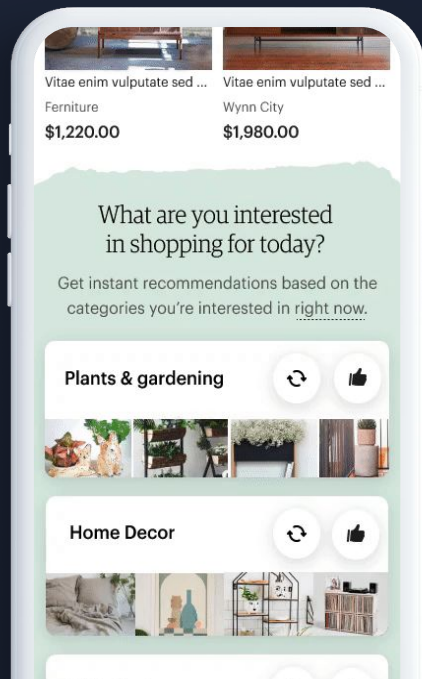 Vitae enim vulputate sed ... Vitae enim vulputate sed ...
Ferniture Wynn City
$1,220.00 $1,980.00
What are you interested
in shopping for today?
Get instant recommendations based on the
categories you’re interested in right now.
Plants & gardening
Home Decor